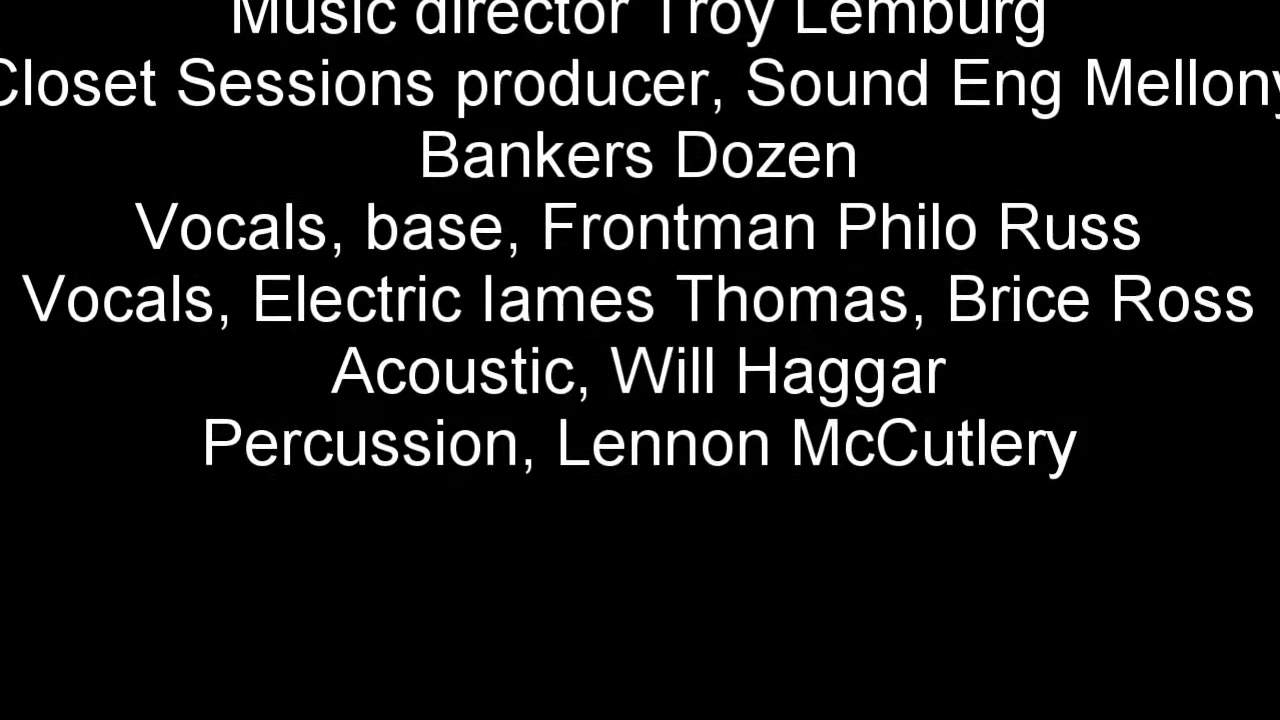 Music director Troy Lemburg
Closet Sessions producer, Sound Eng Mellony
Bankers Dozen
Vocals, base, Frontman Philo Russ
Vocals, Electric Iames Thomas, Brice Ross
Acoustic, Will Haggar
Percussion, Lennon McCutlery